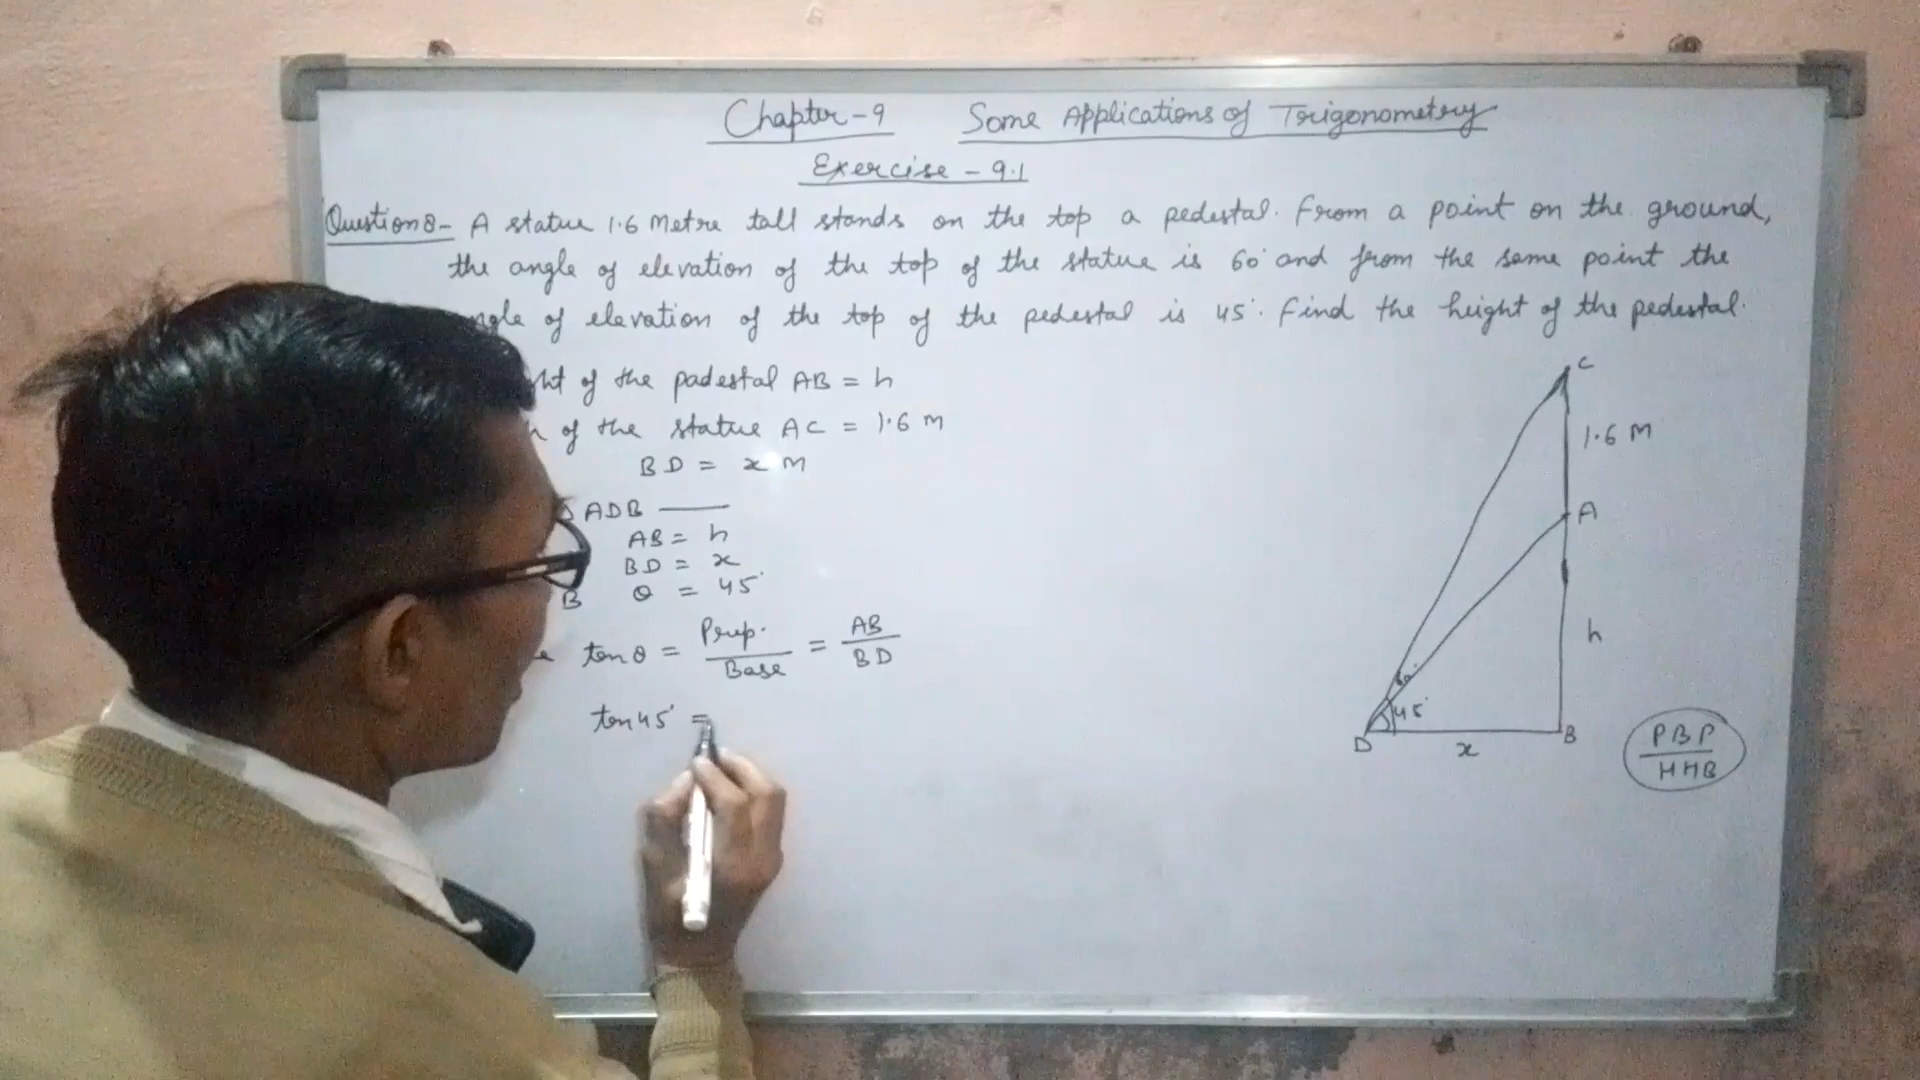 Chapter-9 Some Applications of Trigonometry
Exercise - 9.1
Question 8- A statue 1.6 Metre tall stands on the top a pedestal. From a point on the ground,
the angle of elevation of the top of the statue is 60° and from the same point the
of elevation of the top of the pedestal is 45°. Find the height of the pedestal.
of the padestal AB = h
of the statue AC = 1.6 M
BD = x M
△ ADB
AB = h
BD = x
B θ = 45°
tan θ = Prep. / Base = AB / BD
tan 45° =
C
1.6 M
A
h
60°
45°
D x B
PBP
HHB